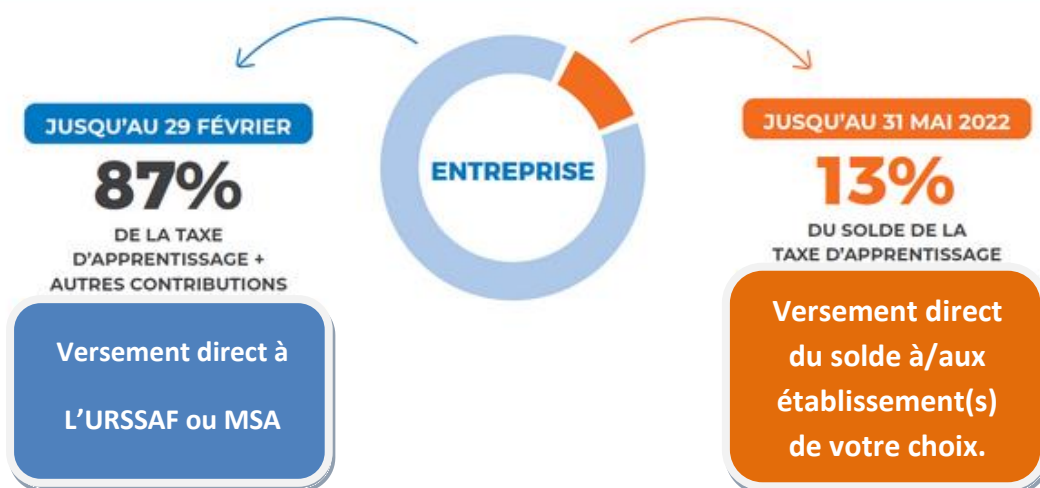 JUSQU'AU 29 FÉVRIER
87%
DE LA TAXE
D'APPRENTISSAGE +
AUTRES CONTRIBUTIONS
Versement direct à
L'URSSAF ou MSA
ENTREPRISE
JUSQU'AU 31 MAI 2022
13%
DU SOLDE DE LA
TAXE D'APPRENTISSAGE
Versement direct
du solde à/aux
établissement(s)
de votre choix.